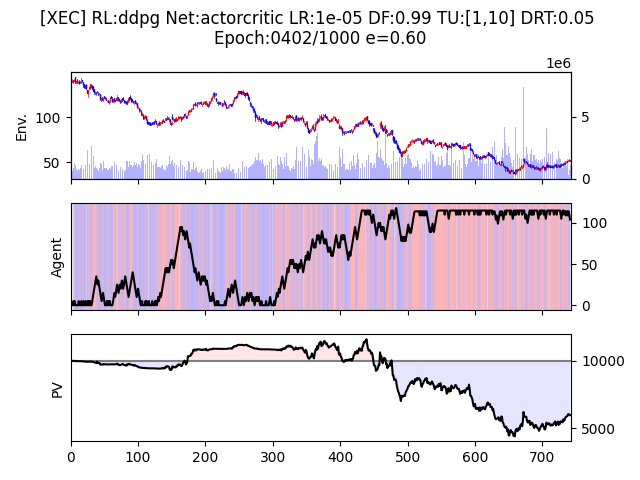 [XEC] RL:ddpg Net:actorcritic LR:1e-05 DF:0.99 TU:[1,10] DRT:0.05
Epoch:0402/1000 e=0.60
1e6
Env.
100
50
5
0
Agent
100
50
0
PV
10000
5000
0 100 200 300 400 500 600 700